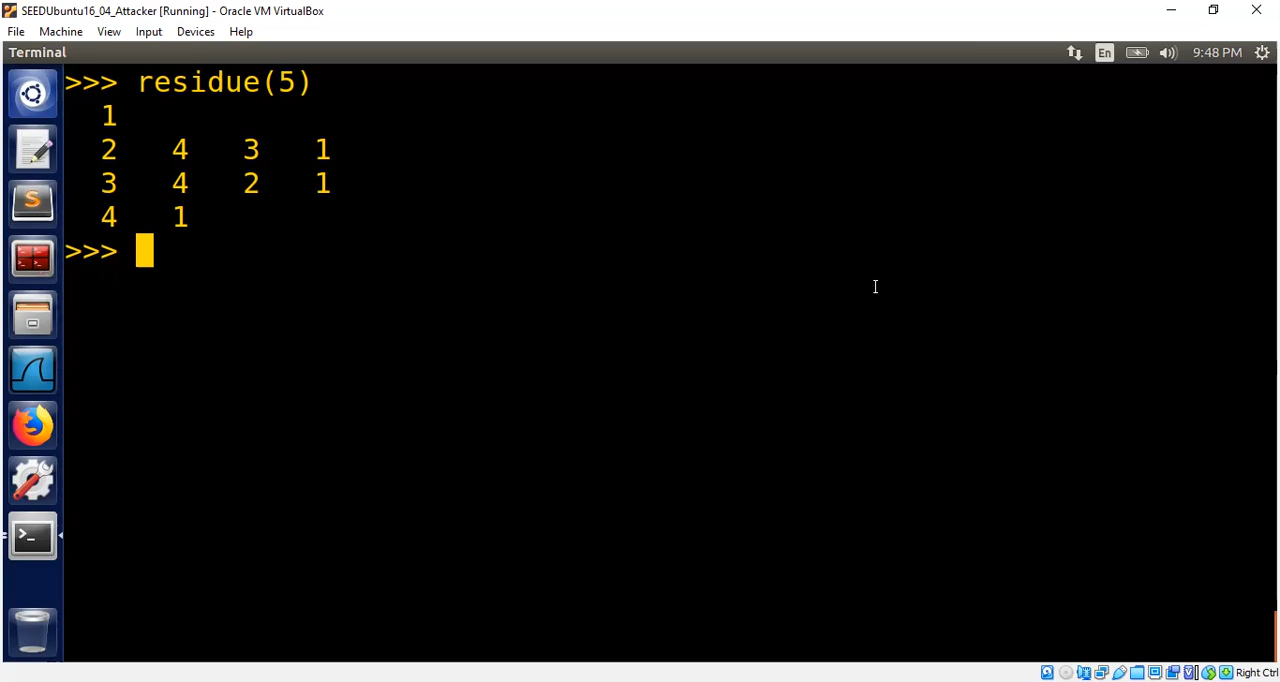 SEEDUbuntu16_04_Attacker [Running] - Oracle VM VirtualBox
File Machine View Input Devices Help
Terminal En 9:48 PM
>>> residue(5)
1
2 4 3 1
3 4 2 1
4 1
>>>
Right Ctrl